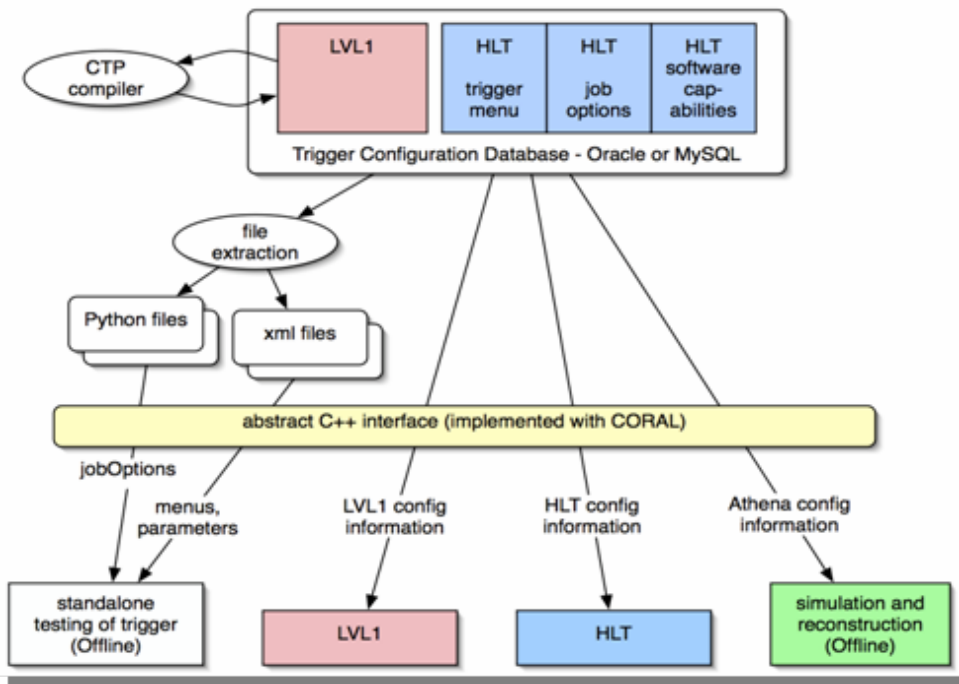 CTP
compiler
LVL1
HLT
trigger
menu
HLT
job
options
HLT
software
cap-
abilities
Trigger Configuration Database - Oracle or MySQL
file
extraction
Python files
xml files
abstract C++ interface (implemented with CORAL)
jobOptions
menus,
parameters
LVL1 config
information
HLT config
information
Athena config
information
standalone
testing of trigger
(Offline)
LVL1
HLT
simulation and
reconstruction
(Offline)